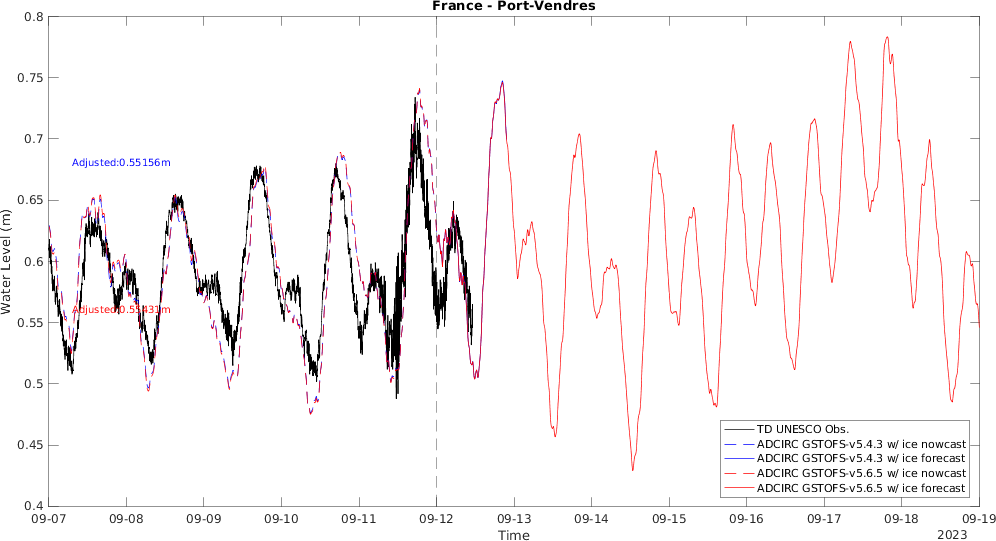 France - Port-Vendres
0.8
0.75
0.7
0.65
0.6
0.55
0.5
0.45
0.4
Water Level (m)
Adjusted:0.55156m
Adjusted:0.55431m
TD UNESCO Obs.
ADCIRC GSTOFS-v5.4.3 w/ ice nowcast
ADCIRC GSTOFS-v5.4.3 w/ ice forecast
ADCIRC GSTOFS-v5.6.5 w/ ice nowcast
ADCIRC GSTOFS-v5.6.5 w/ ice forecast
09-07 09-08 09-09 09-10 09-11 09-12 09-13 09-14 09-15 09-16 09-17 09-18 09-19
Time
2023